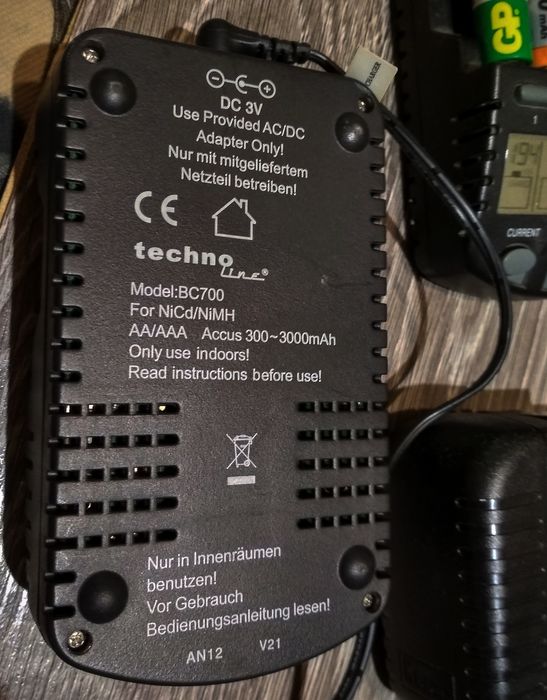 DC 3V
Use Provided AC/DC
Adapter Only!
Nur mit mitgeliefertem
Netzteil betreiben!
CE
techno
line®
Model:BC700
For NiCd/NiMH
AA/AAA Accus 300~3000mAh
Only use indoors!
Read instructions before use!
Nur in Innenräumen
benutzen!
Vor Gebrauch
Bedienungsanleitung lesen!
AN12 V21
CHARGER
GP
1
CURRENT